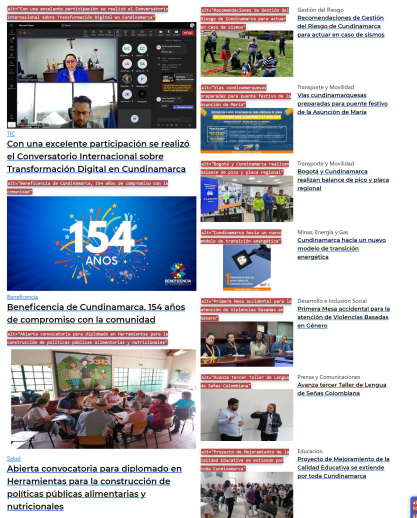 alt="Con una excelente participación se realizó el Conversatorio
Internacional sobre Transformación Digital en Cundinamarca"
TIC
Con una excelente participación se realizó
el Conversatorio Internacional sobre
Transformación Digital en Cundinamarca
alt="Beneficencia de Cundinamarca, 154 años de compromiso con la
comunidad"
154
AÑOS
BENEFICENCIA
Beneficencia
Beneficencia de Cundinamarca, 154 años
de compromiso con la comunidad
alt="Abierta convocatoria para diplomado en Herramientas para la
construcción de políticas públicas alimentarias y nutricionales"
Salud
Abierta convocatoria para diplomado en
Herramientas para la construcción de
políticas públicas alimentarias y
nutricionales
alt="Recomendaciones de Gestión del
Riesgo de Cundinamarca para actuar
en caso de sismos"
Gestión del Riesgo
Recomendaciones de Gestión
del Riesgo de Cundinamarca
para actuar en caso de sismos
alt="Vías cundinamarquesas
preparadas para puente festivo de la
Asunción de María"
Transporte y Movilidad
Vías cundinamarquesas
preparadas para puente festivo de
la Asunción de María
alt="Bogotá y Cundinamarca realizan
balance de pico y placa regional"
Transporte y Movilidad
Bogotá y Cundinamarca
realizan balance de pico y placa
regional
alt="Cundinamarca hacia un nuevo
modelo de transición energética"
Minas, Energía y Gas
Cundinamarca hacia un nuevo
modelo de transición
energética
alt="Primera Mesa accidental para la
atención de Violencias Basadas en
Género"
Desarrollo e Inclusión Social
Primera Mesa accidental para la
atención de Violencias Basadas
en Género
alt="Avanza tercer Taller de Lengua
de Señas Colombiana"
Prensa y Comunicaciones
Avanza tercer Taller de Lengua
de Señas Colombiana
alt="Proyecto de Mejoramiento de la
Calidad Educativa se extiende por
toda Cundinamarca"
Educación
Proyecto de Mejoramiento de la
Calidad Educativa se extiende
por toda Cundinamarca